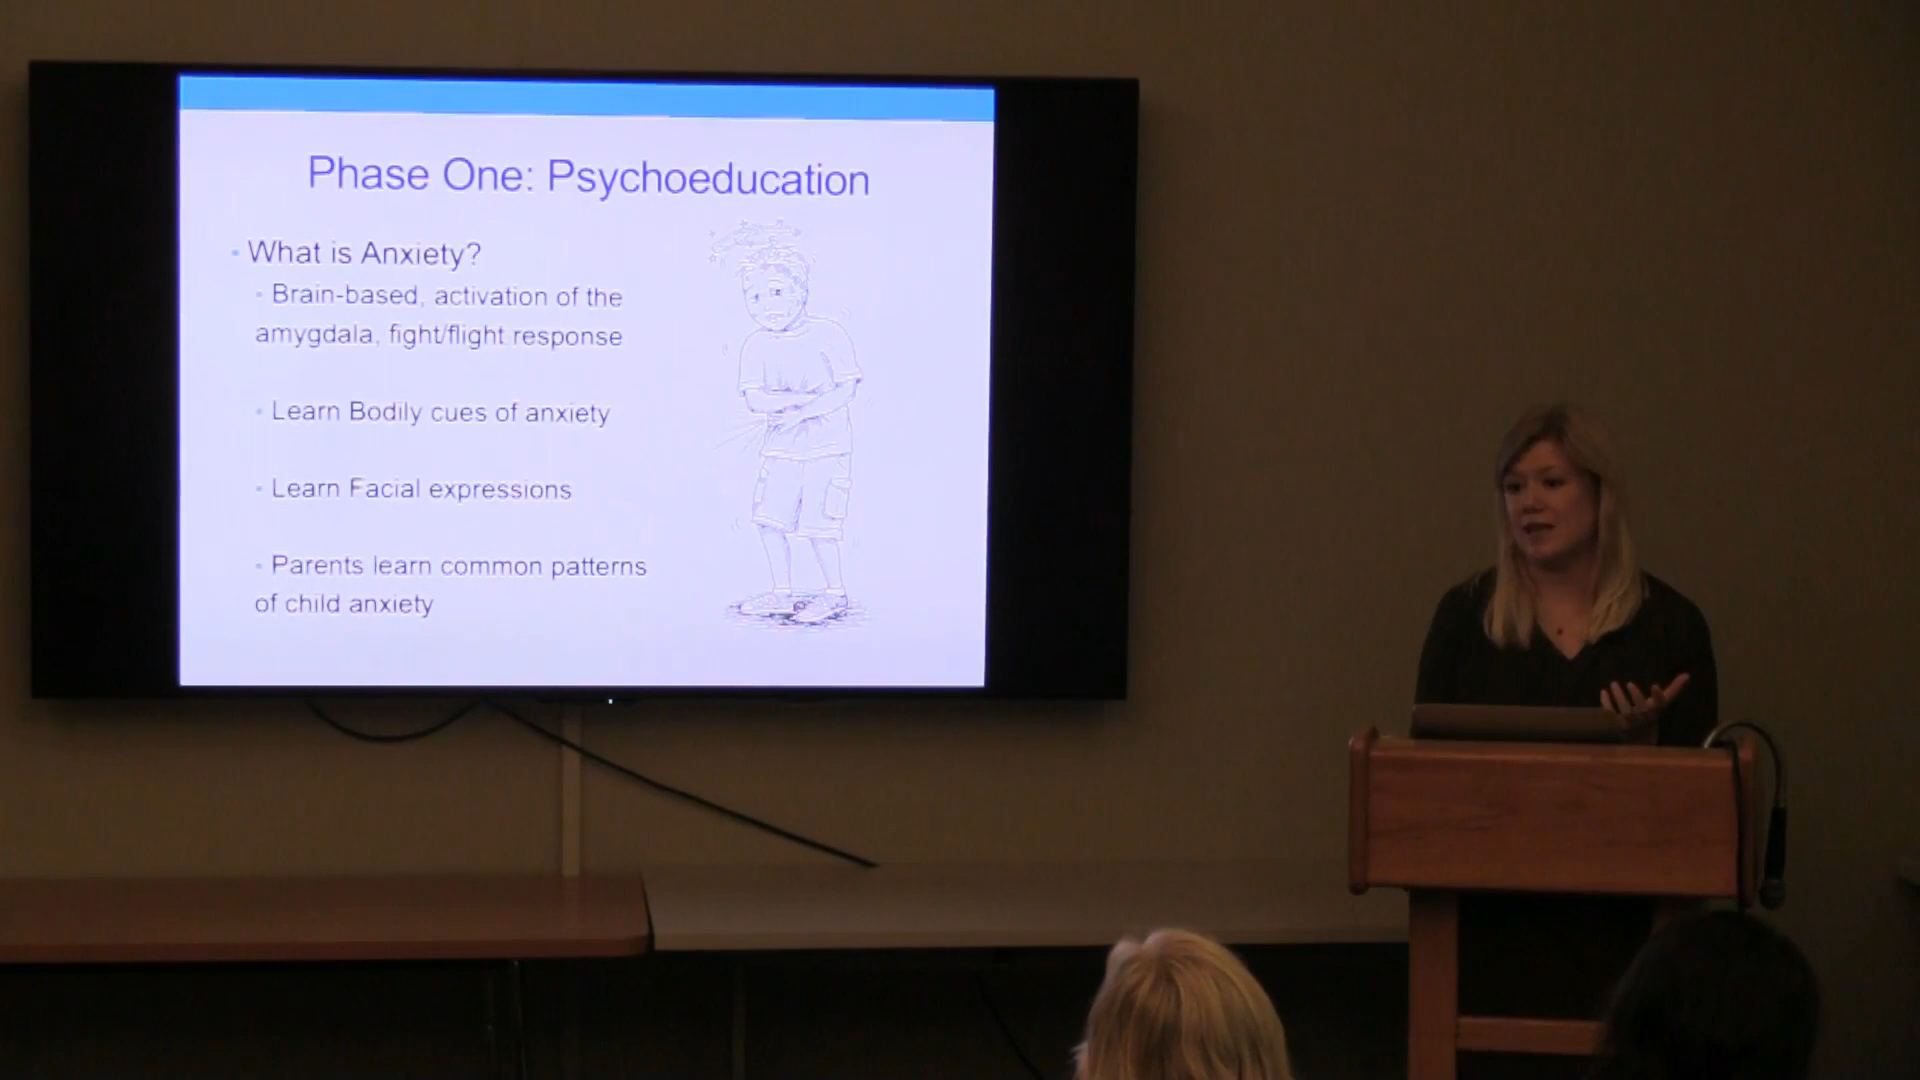 Phase One: Psychoeducation
• What is Anxiety?
• Brain-based, activation of the
amygdala, fight/flight response
• Learn Bodily cues of anxiety
• Learn Facial expressions
• Parents learn common patterns
of child anxiety